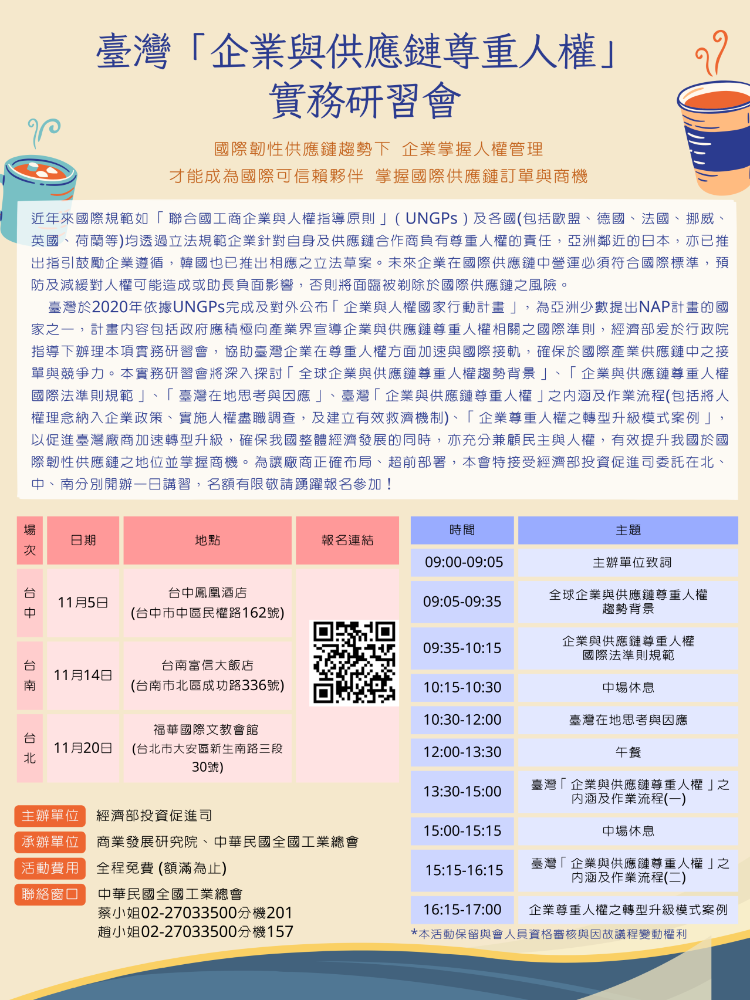 臺灣「企業與供應鏈尊重人權」
實務研習會
國際韌性供應鏈趨勢下 企業掌握人權管理
才能成為國際可信賴夥伴 掌握國際供應鏈訂單與商機
近年來國際規範如「聯合國工商企業與人權指導原則」(UNGPs)及各國(包括歐盟、德國、法國、挪威、
英國、荷蘭等)均透過立法規範企業針對自身及供應鏈合作商負有尊重人權的責任，亞洲鄰近的日本，亦已推
出指引鼓勵企業遵循，韓國也已推出相應之立法草案。未來企業在國際供應鏈中營運必須符合國際標準，預
防及減緩對人權可能造成或助長負面影響，否則將面臨被剃除於國際供應鏈之風險。
臺灣於2020年依據UNGPs完成及對外公布「企業與人權國家行動計畫」，為亞洲少數提出NAP計畫的國
家之一，計畫內容包括政府應積極向產業界宣導企業與供應鏈尊重人權相關之國際準則，經濟部爰於行政院
指導下辦理本項實務研習會，協助臺灣企業在尊重人權方面加速與國際接軌，確保於國際產業供應鏈中之接
單與競爭力。本實務研習會將深入探討「全球企業與供應鏈尊重人權趨勢背景」、「企業與供應鏈尊重人權
國際法準則規範」、「臺灣在地思考與因應」、臺灣「企業與供應鏈尊重人權」之內涵及作業流程(包括將人
權理念納入企業政策、實施人權盡職調查，及建立有效救濟機制)、「企業尊重人權之轉型升級模式案例」，
以促進臺灣廠商加速轉型升級，確保我國整體經濟發展的同時，亦充分兼顧民主與人權，有效提升我國於國
際韌性供應鏈之地位並掌握商機。為讓廠商正確布局、超前部署，本會特接受經濟部投資促進司委託在北、
中、南分別開辦一日講習，名額有限敬請踴躍報名參加！
場次 日期 地點 報名連結
台中 11月5日 台中鳳凰酒店
(台中市中區民權路162號)
台南 11月14日 台南富信大飯店
(台南市北區成功路336號)
台北 11月20日 福華國際文教會館
(台北市大安區新生南路三段
30號)
主辦單位 經濟部投資促進司
承辦單位 商業發展研究院、中華民國全國工業總會
活動費用 全程免費 (額滿為止)
聯絡窗口 中華民國全國工業總會
蔡小姐02-27033500分機201
趙小姐02-27033500分機157
時間 主題
09:00-09:05 主辦單位致詞
09:05-09:35 全球企業與供應鏈尊重人權
趨勢背景
09:35-10:15 企業與供應鏈尊重人權
國際法準則規範
10:15-10:30 中場休息
10:30-12:00 臺灣在地思考與因應
12:00-13:30 午餐
13:30-15:00 臺灣「企業與供應鏈尊重人權」之
內涵及作業流程(一)
15:00-15:15 中場休息
15:15-16:15 臺灣「企業與供應鏈尊重人權」之
內涵及作業流程(二)
16:15-17:00 企業尊重人權之轉型升級模式案例
*本活動保留與會人員資格審核與因故議程變動權利